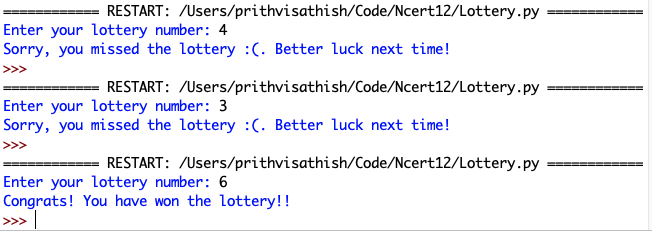 ============ RESTART: /Users/prithvisathish/Code/Ncert12/Lottery.py ============
Enter your lottery number: 4
Sorry, you missed the lottery :(. Better luck next time!
>>>
============ RESTART: /Users/prithvisathish/Code/Ncert12/Lottery.py ============
Enter your lottery number: 3
Sorry, you missed the lottery :(. Better luck next time!
>>>
============ RESTART: /Users/prithvisathish/Code/Ncert12/Lottery.py ============
Enter your lottery number: 6
Congrats! You have won the lottery!!
>>>